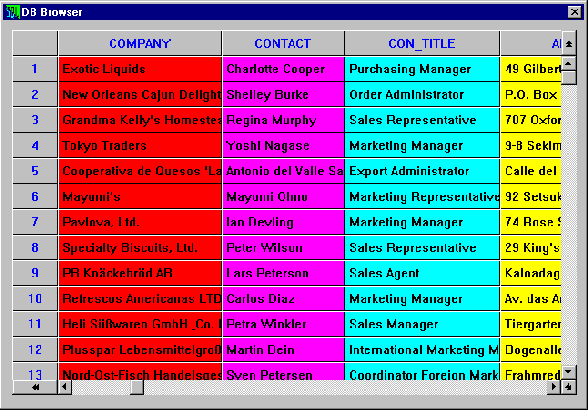 DB Browser
COMPANY CONTACT CON_TITLE
1 Exotic Liquids Charlotte Cooper Purchasing Manager 49 Gilbert
2 New Orleans Cajun Delight Shelley Burke Order Administrator P.O. Box
3 Grandma Kelly's Homestea Regina Murphy Sales Representative 707 Oxfor
4 Tokyo Traders Yoshi Nagase Marketing Manager 9-8 Sekim
5 Cooperativa de Quesos 'La Antonio del Valle Sa Export Administrator Calle del
6 Mayumi's Mayumi Ohno Marketing Representative 92 Setsuk
7 Pavlova, Ltd. Ian Devling Marketing Manager 74 Rose S
8 Specialty Biscuits, Ltd. Peter Wilson Sales Representative 29 King's
9 PB Knäckebröd AB Lars Peterson Sales Agent Kaloadag
10 Refrescos Americanas LTD Carlos Diaz Marketing Manager Av. das A
11 Heli Süßwaren GmbH Co. Petra Winkler Sales Manager Tiergarten
12 Plusspar Lebensmittelgroß Martin Bein International Marketing M Bogenalle
13 Nord-Ost-Fisch Handelsges Sven Petersen Coordinator Foreign Mark Frahmred